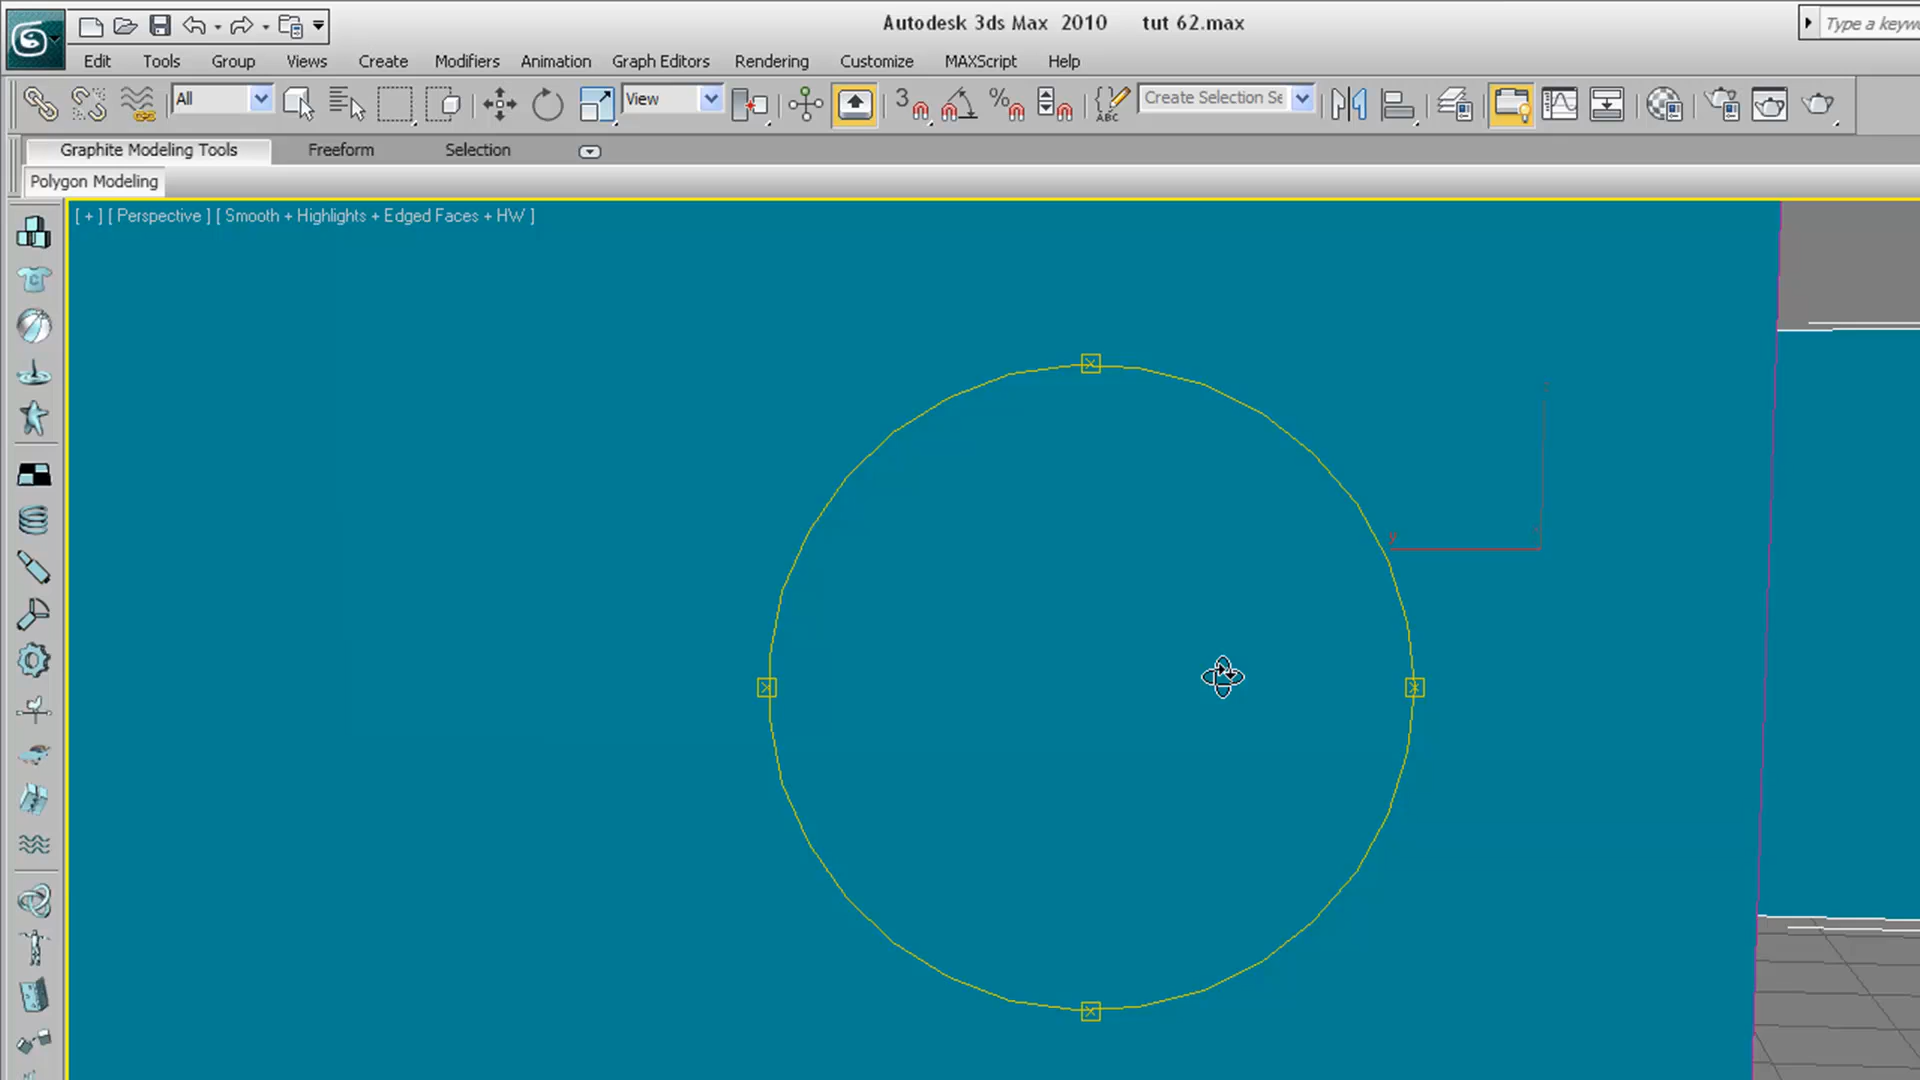 Autodesk 3ds Max 2010 tut 62.max
Type a keyw
Edit Tools Group Views Create Modifiers Animation Graph Editors Rendering Customize MAXScript Help
All
View
3
%
ABC
Create Selection Se
Graphite Modeling Tools Freeform Selection
Polygon Modeling
[ + ] [ Perspective ] [ Smooth + Highlights + Edged Faces + HW ]
y